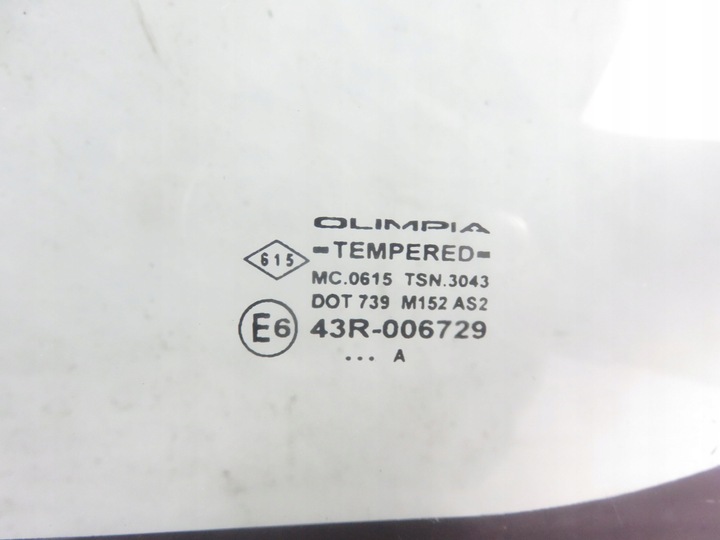 OLIMPIA
-TEMPERED-
615
MC.0615 TSN.3043
DOT 739 M152 AS2
E6 43R-006729
... A